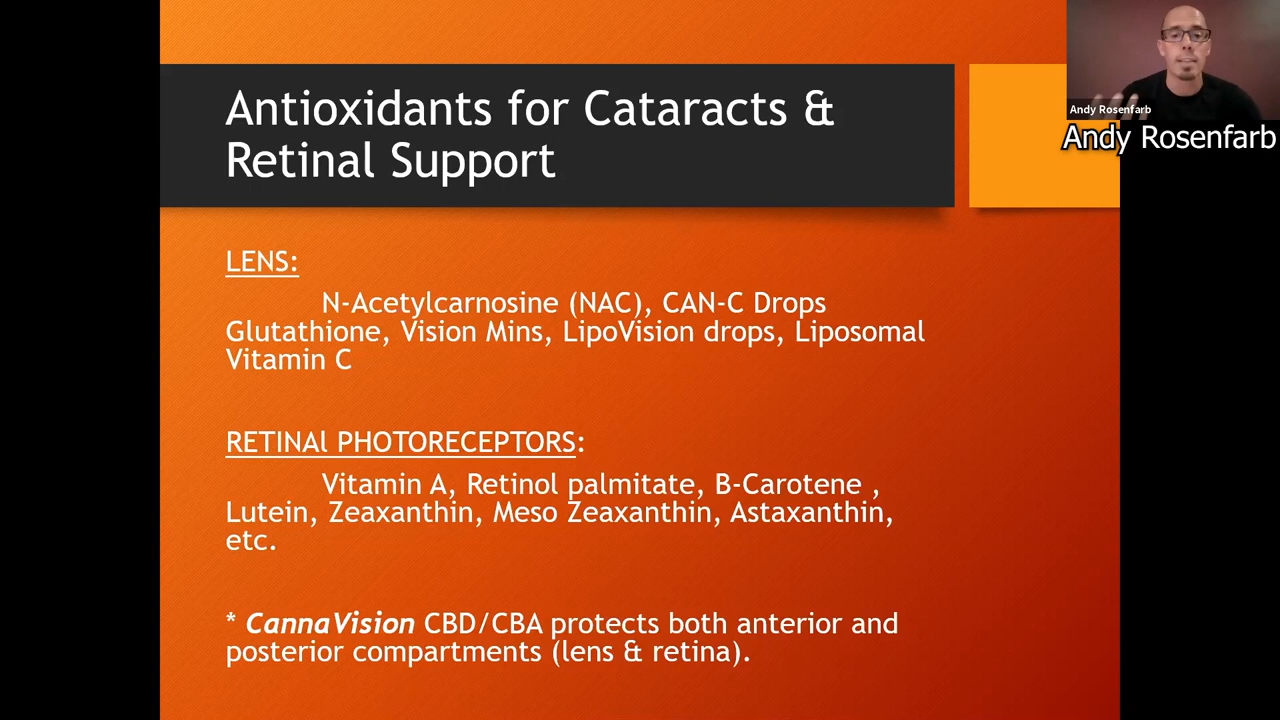 Antioxidants for Cataracts &
Retinal Support
LENS:
N-Acetylcarnosine (NAC), CAN-C Drops
Glutathione, Vision Mins, LipoVision drops, Liposomal
Vitamin C
RETINAl PHOTORECEPTORS:
Vitamin A, Retinol palmitate, B-Carotene ,
Lutein, Zeaxanthin, Meso Zeaxanthin, Astaxanthin,
etc.
* CannaVision CBD/CBA protects both anterior and
posterior compartments (lens & retina).
Andy Rosenfarb
Andy Rosenfarb